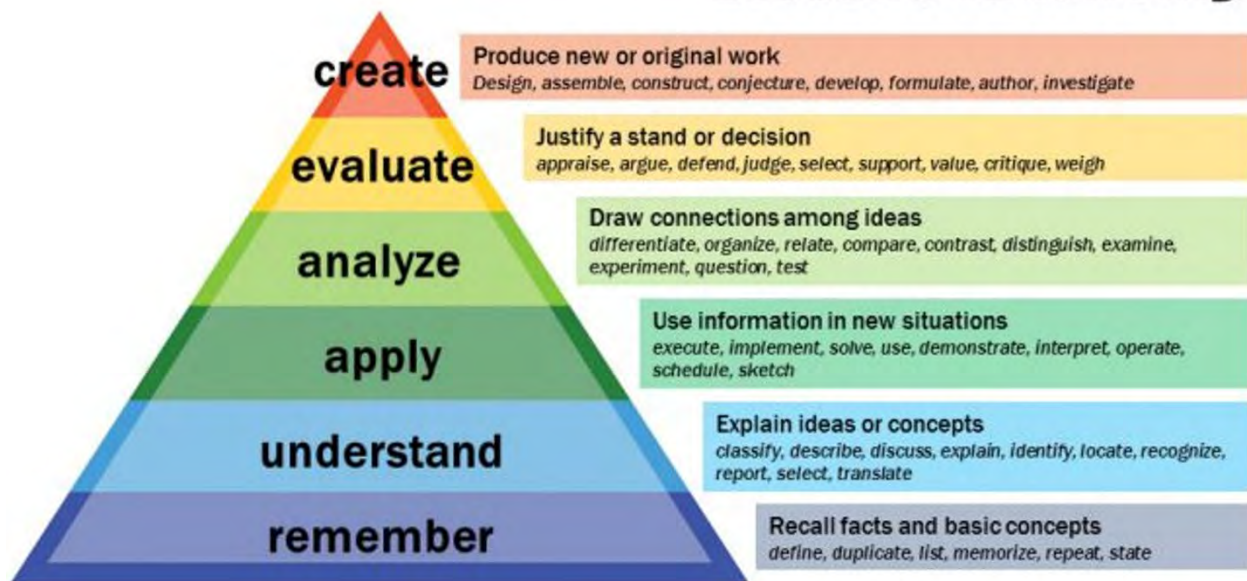 create
Produce new or original work
Design, assemble, construct, conjecture, develop, formulate, author, investigate
evaluate
Justify a stand or decision
appraise, argue, defend, judge, select, support, value, critique, weigh
analyze
Draw connections among ideas
differentiate, organize, relate, compare, contrast, distinguish, examine,
experiment, question, test
apply
Use information in new situations
execute, implement, solve, use, demonstrate, interpret, operate,
schedule, sketch
understand
Explain ideas or concepts
classify, describe, discuss, explain, identify, locate, recognize,
report, select, translate
remember
Recall facts and basic concepts
define, duplicate, list, memorize, repeat, state